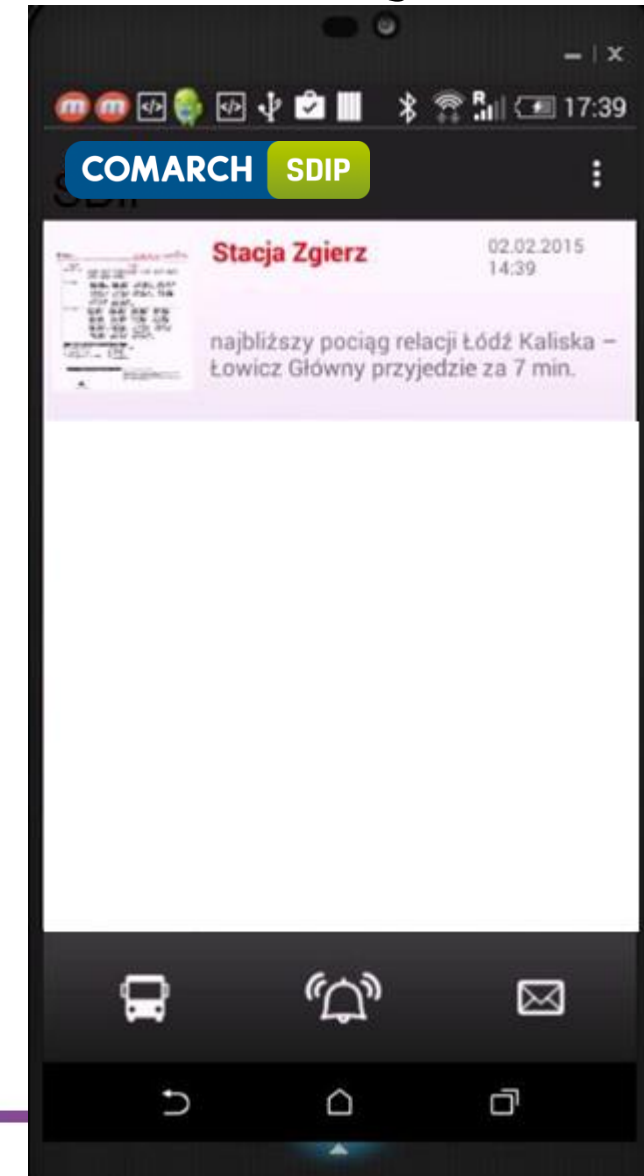 R 17:39
COMARCH SDIP
Stacja Zgierz
02.02.2015
14:39
najbliższy pociąg relacji Łódź Kaliska –
Łowicz Główny przyjedzie za 7 min.